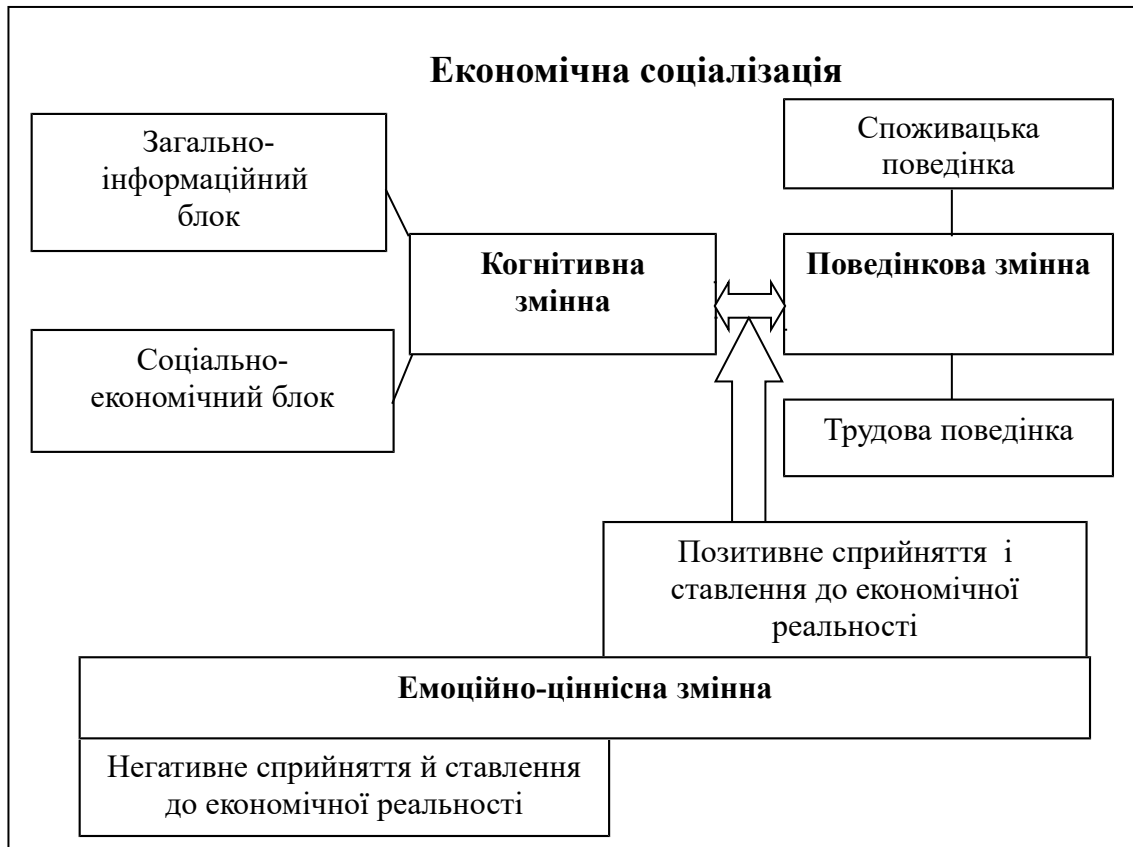 Економічна соціалізація
Загально-
інформаційний
блок
Споживацька
поведінка
Когнітивна
змінна
Поведінкова змінна
Соціально-
економічний блок
Трудова поведінка
Позитивне сприйняття і
ставлення до економічної
реальності
Емоційно-ціннісна змінна
Негативне сприйняття й ставлення
до економічної реальності